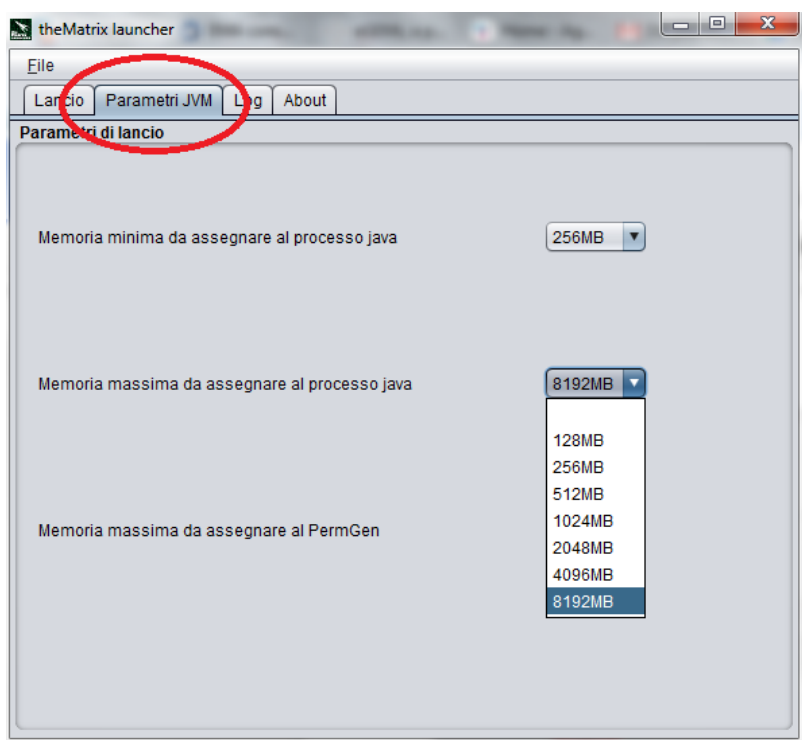 theMatrix launcher
File
Lancio Parametri JVM Log About
Parametri di lancio
Memoria minima da assegnare al processo java 256MB
Memoria massima da assegnare al processo java 8192MB
128MB
256MB
512MB
1024MB
Memoria massima da assegnare al PermGen
2048MB
4096MB
8192MB